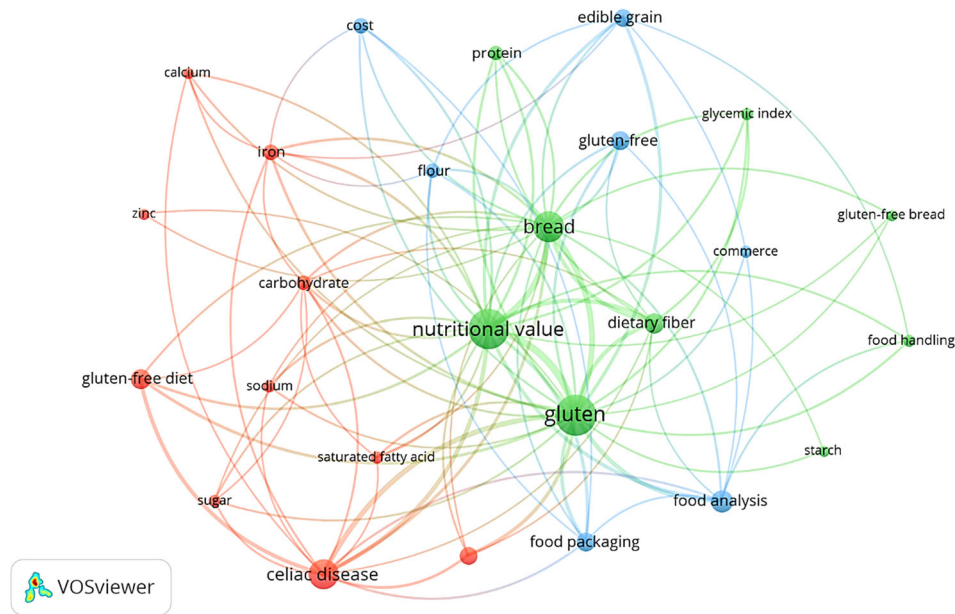 edible grain
cost
protein
calcium
glycemic index
gluten-free
iron
flour
zinc
gluten-free bread
bread
commerce
carbohydrate
nutritional value
dietary fiber
food handling
gluten-free diet
sodium
gluten
starch
saturated fatty acid
sugar
food analysis
food packaging
celiac disease
VOSviewer